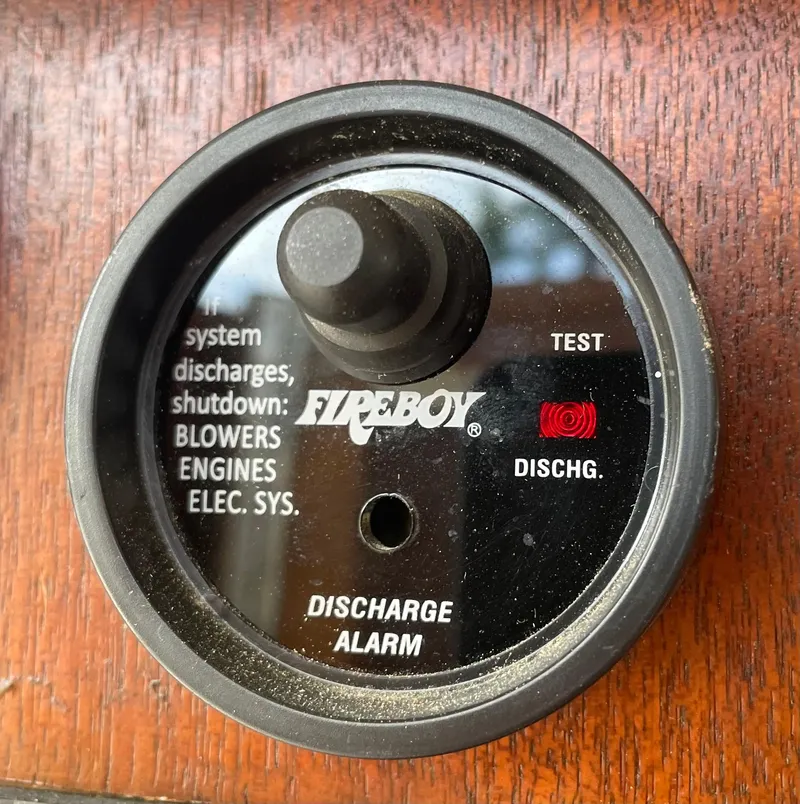 If
system
discharges,
shutdown:
BLOWERS
ENGINES
ELEC. SYS.
FIREBOY®
TEST
DISCHG.
DISCHARGE
ALARM